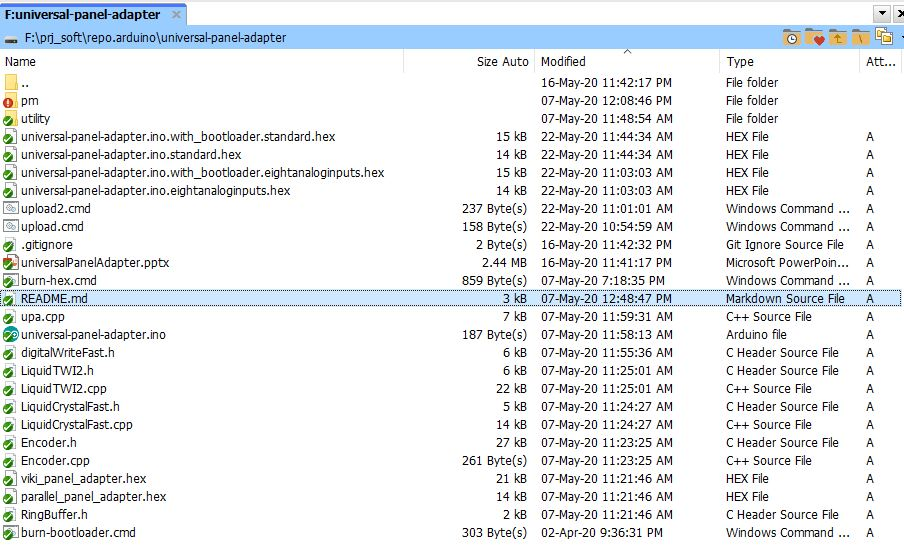 F:universal-panel-adapter
F:\prj_soft\repo.arduino\universal-panel-adapter
Name Size Auto Modified Type Att...
.. 16-May-20 11:42:17 PM File folder
pm 07-May-20 12:08:46 PM File folder
utility 07-May-20 11:48:54 AM File folder
universal-panel-adapter.ino.with_bootloader.standard.hex 15 kB 22-May-20 11:44:34 AM HEX File A
universal-panel-adapter.ino.standard.hex 14 kB 22-May-20 11:44:34 AM HEX File A
universal-panel-adapter.ino.with_bootloader.eightanaloginputs.hex 15 kB 22-May-20 11:03:03 AM HEX File A
universal-panel-adapter.ino.eightanaloginputs.hex 14 kB 22-May-20 11:03:03 AM HEX File A
upload2.cmd 237 Byte(s) 22-May-20 11:01:01 AM Windows Command ... A
upload.cmd 158 Byte(s) 22-May-20 10:54:59 AM Windows Command ... A
.gitignore 2 Byte(s) 16-May-20 11:42:32 PM Git Ignore Source File A
universalPanelAdapter.pptx 2.44 MB 16-May-20 11:41:17 PM Microsoft PowerPoin... A
burn-hex.cmd 859 Byte(s) 07-May-20 7:18:35 PM Windows Command ... A
README.md 3 kB 07-May-20 12:48:47 PM Markdown Source File A
upa.cpp 7 kB 07-May-20 11:59:31 AM C++ Source File A
universal-panel-adapter.ino 187 Byte(s) 07-May-20 11:58:13 AM Arduino file A
digitalWriteFast.h 6 kB 07-May-20 11:55:36 AM C Header Source File A
LiquidTWI2.h 6 kB 07-May-20 11:25:01 AM C Header Source File A
LiquidTWI2.cpp 22 kB 07-May-20 11:25:01 AM C++ Source File A
LiquidCrystalFast.h 5 kB 07-May-20 11:24:27 AM C Header Source File A
LiquidCrystalFast.cpp 14 kB 07-May-20 11:24:27 AM C++ Source File A
Encoder.h 27 kB 07-May-20 11:23:25 AM C Header Source File A
Encoder.cpp 261 Byte(s) 07-May-20 11:23:25 AM C++ Source File A
viki_panel_adapter.hex 21 kB 07-May-20 11:21:46 AM HEX File A
parallel_panel_adapter.hex 14 kB 07-May-20 11:21:46 AM HEX File A
RingBuffer.h 2 kB 07-May-20 11:21:46 AM C Header Source File A
burn-bootloader.cmd 303 Byte(s) 02-Apr-20 9:36:31 PM Windows Command ... A